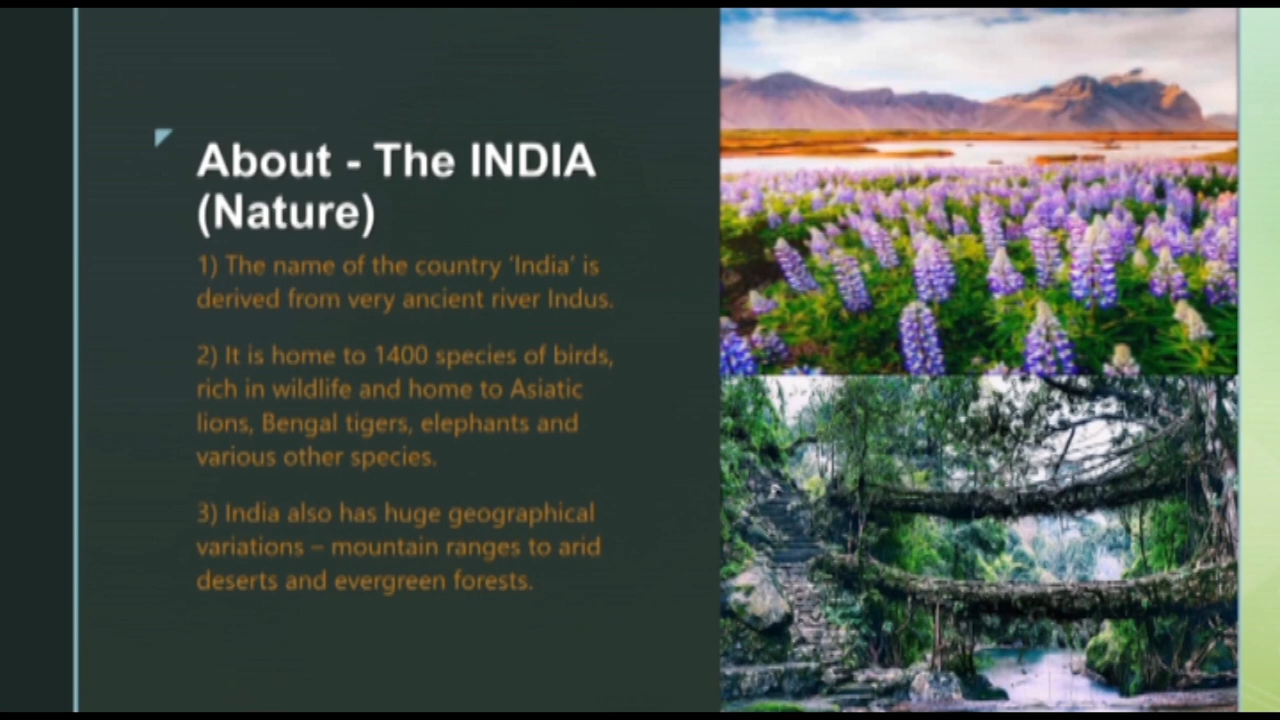 About - The INDIA
(Nature)
1) The name of the country ‘India’ is
derived from very ancient river Indus.
2) It is home to 1400 species of birds,
rich in wildlife and home to Asiatic
lions, Bengal tigers, elephants and
various other species.
3) India also has huge geographical
variations – mountain ranges to arid
deserts and evergreen forests.